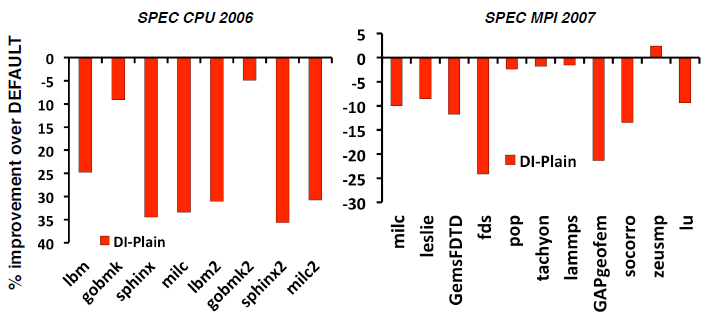 SPEC CPU 2006
% improvement over DEFAULT
0
-5
10
15
20
25
30
35
40
DI-Plain
lbm
gobmk
sphinx
milc
lbm2
gobmk2
sphinx2
milc2
SPEC MPI 2007
5
0
-5
-10
-15
-20
-25
-30
DI-Plain
milc
leslie
GemsFDTD
fds
pop
tachyon
lammps
GAPgeofem
socorro
zeusmp
lu